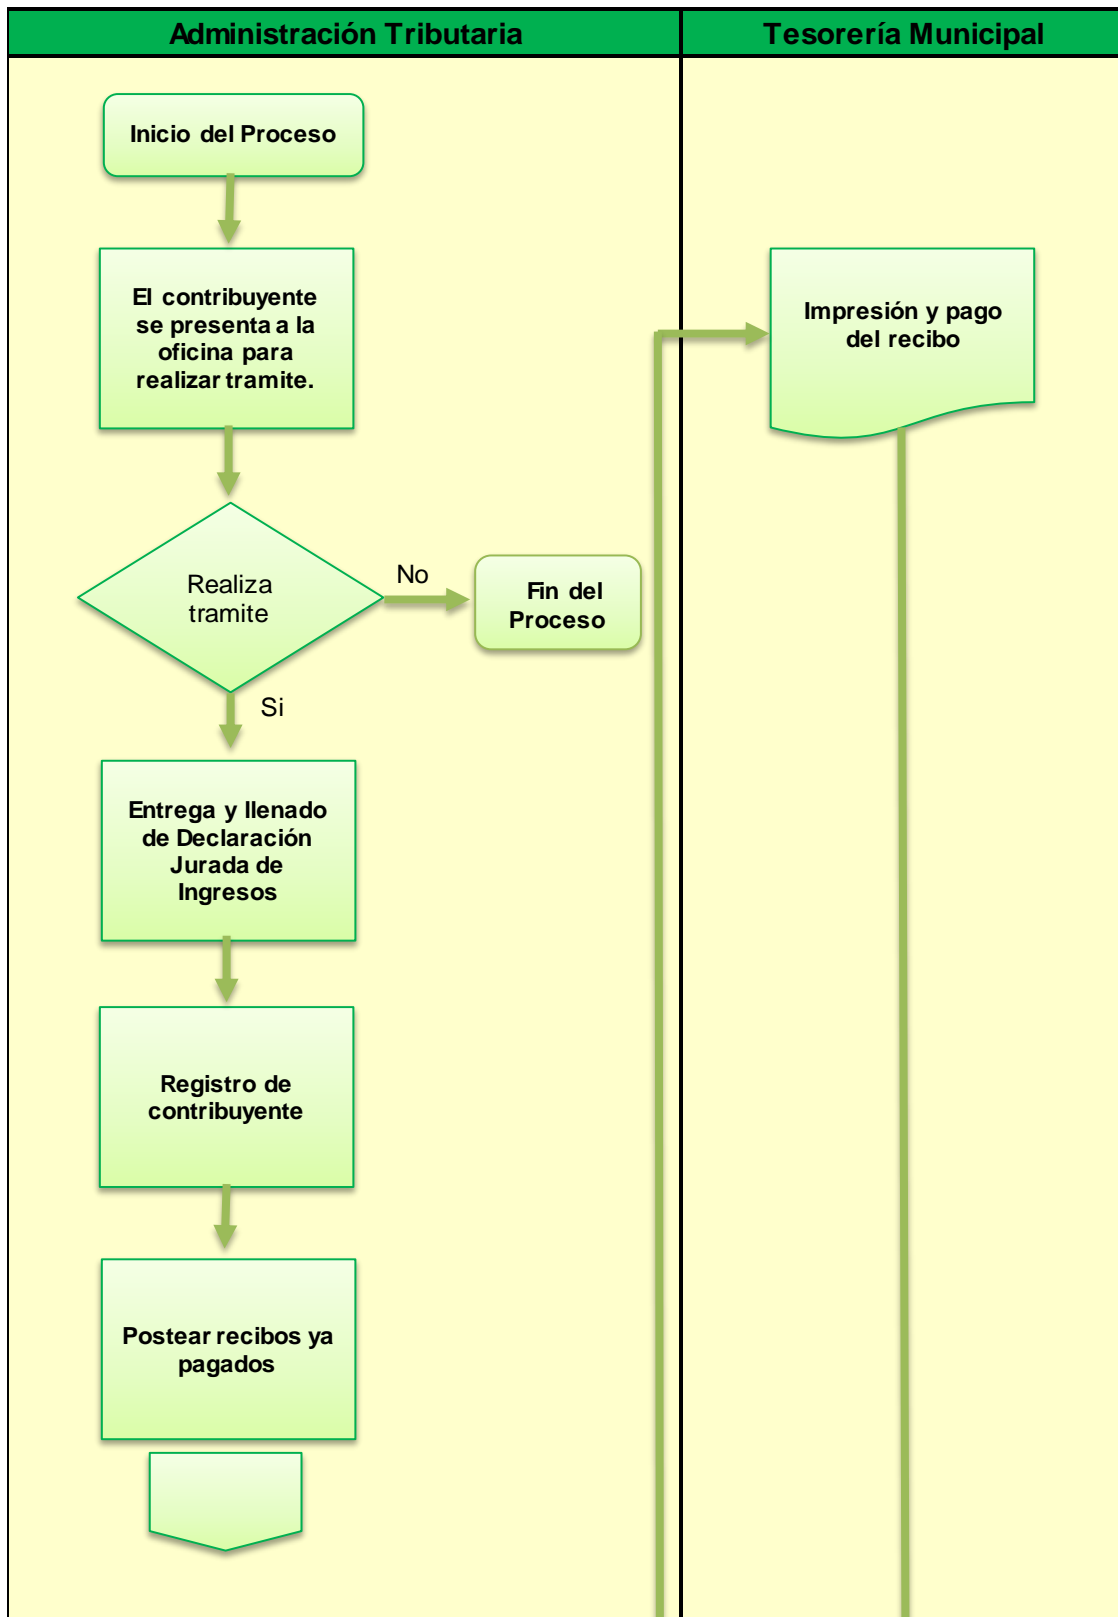 Administración Tributaria
Tesorería Municipal
Inicio del Proceso
El contribuyente
se presenta a la
oficina para
realizar tramite.
Impresión y pago
del recibo
Realiza
tramite
No
Fin del
Proceso
Si
Entrega y llenado
de Declaración
Jurada de
Ingresos
Registro de
contribuyente
Postear recibos ya
pagados